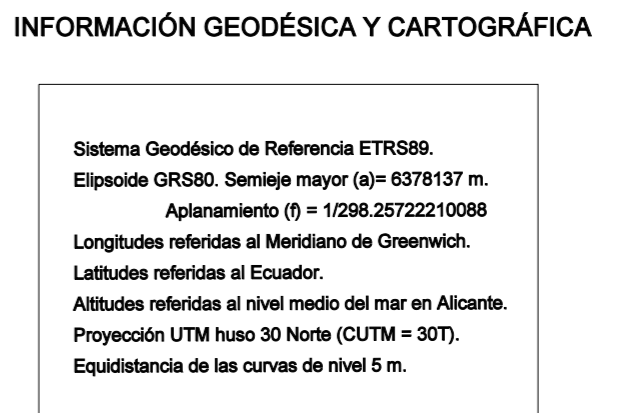 INFORMACIÓN GEODÉSICA Y CARTOGRÁFICA
Sistema Geodésico de Referencia ETRS89.
Elipsoide GRS80. Semieje mayor (a)= 6378137 m.
Aplanamiento (f) = 1/298.25722210088
Longitudes referidas al Meridiano de Greenwich.
Latitudes referidas al Ecuador.
Altitudes referidas al nivel medio del mar en Alicante.
Proyección UTM huso 30 Norte (CUTM = 30T).
Equidistancia de las curvas de nivel 5 m.